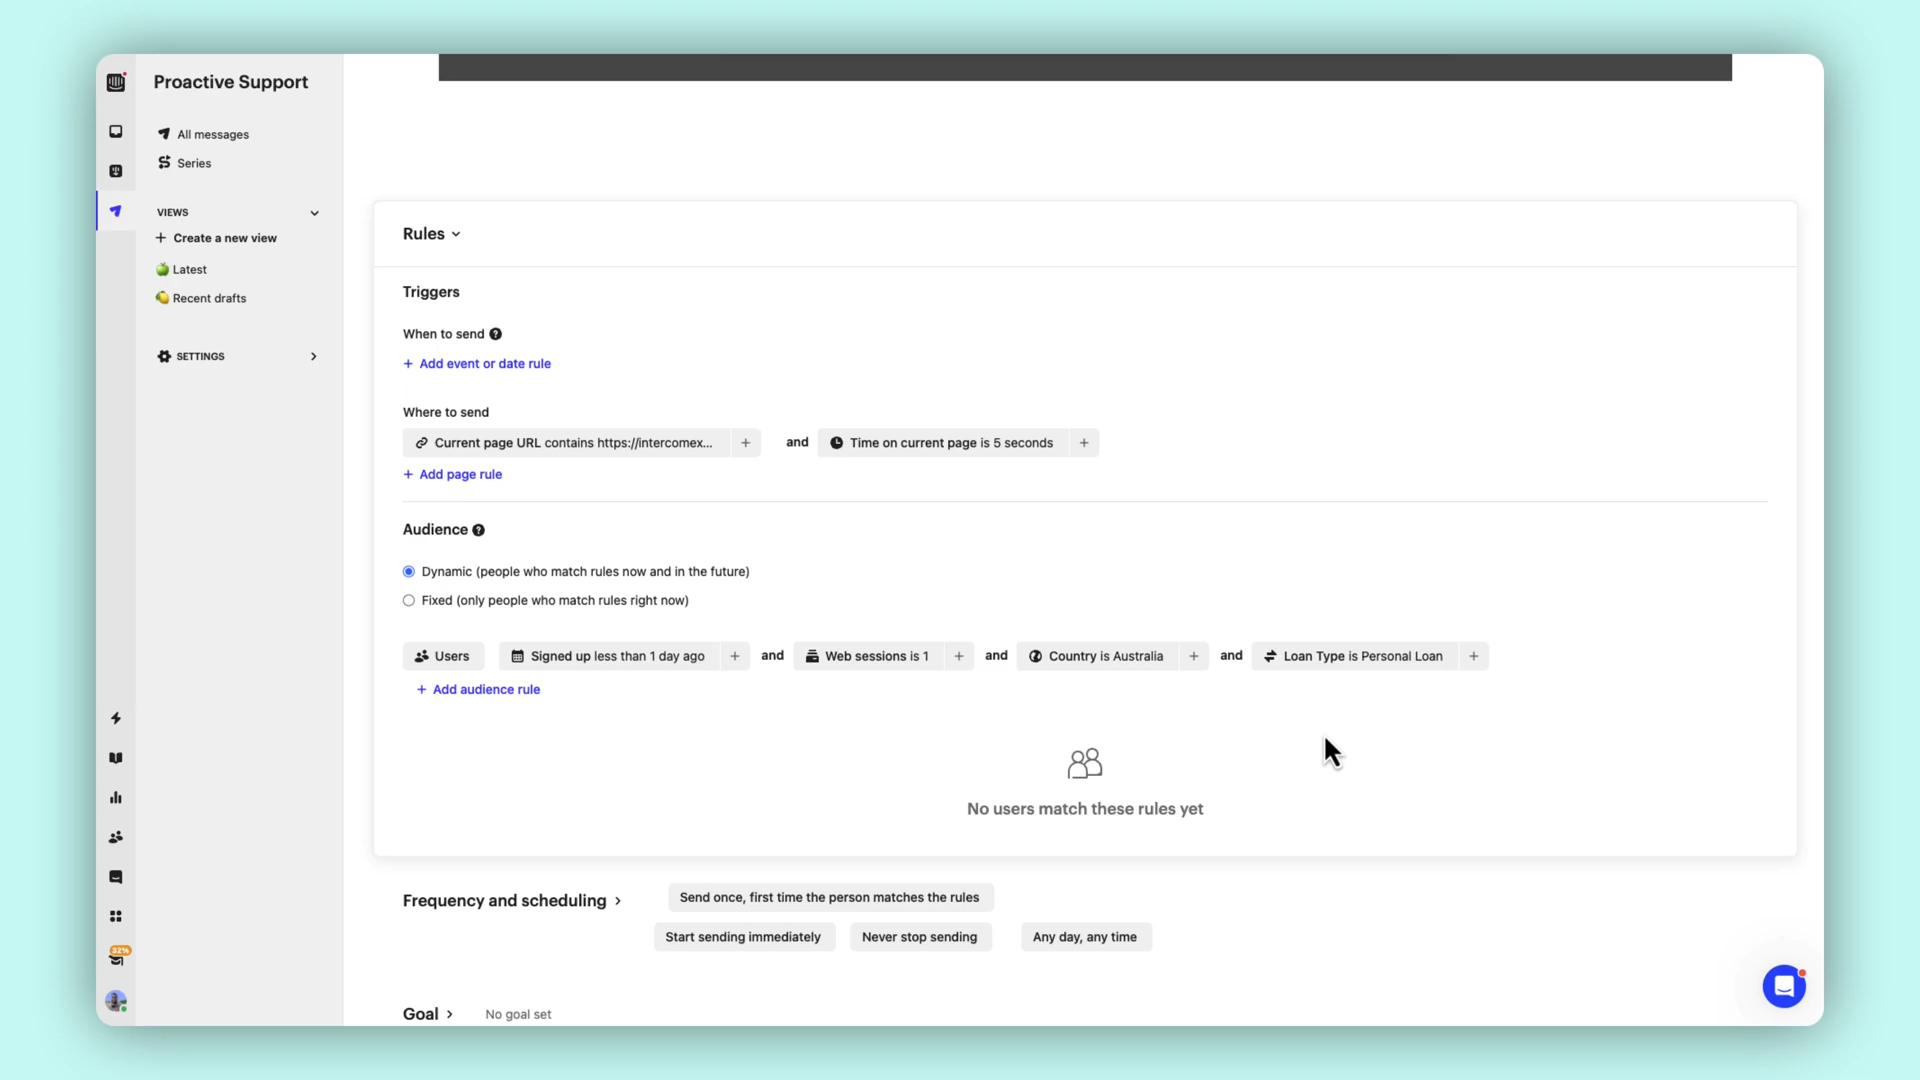 Proactive Support
All messages
Series
VIEWS
Create a new view
Latest
Recent drafts
SETTINGS
32%
Rules
Triggers
When to send
+ Add event or date rule
Where to send
Current page URL contains https://intercomex... + and Time on current page is 5 seconds +
+ Add page rule
Audience
Dynamic (people who match rules now and in the future)
Fixed (only people who match rules right now)
Users Signed up less than 1 day ago + and Web sessions is 1 + and Country is Australia + and Loan Type is Personal Loan +
+ Add audience rule
No users match these rules yet
Frequency and scheduling Send once, first time the person matches the rules
Start sending immediately Never stop sending Any day, any time
Goal No goal set